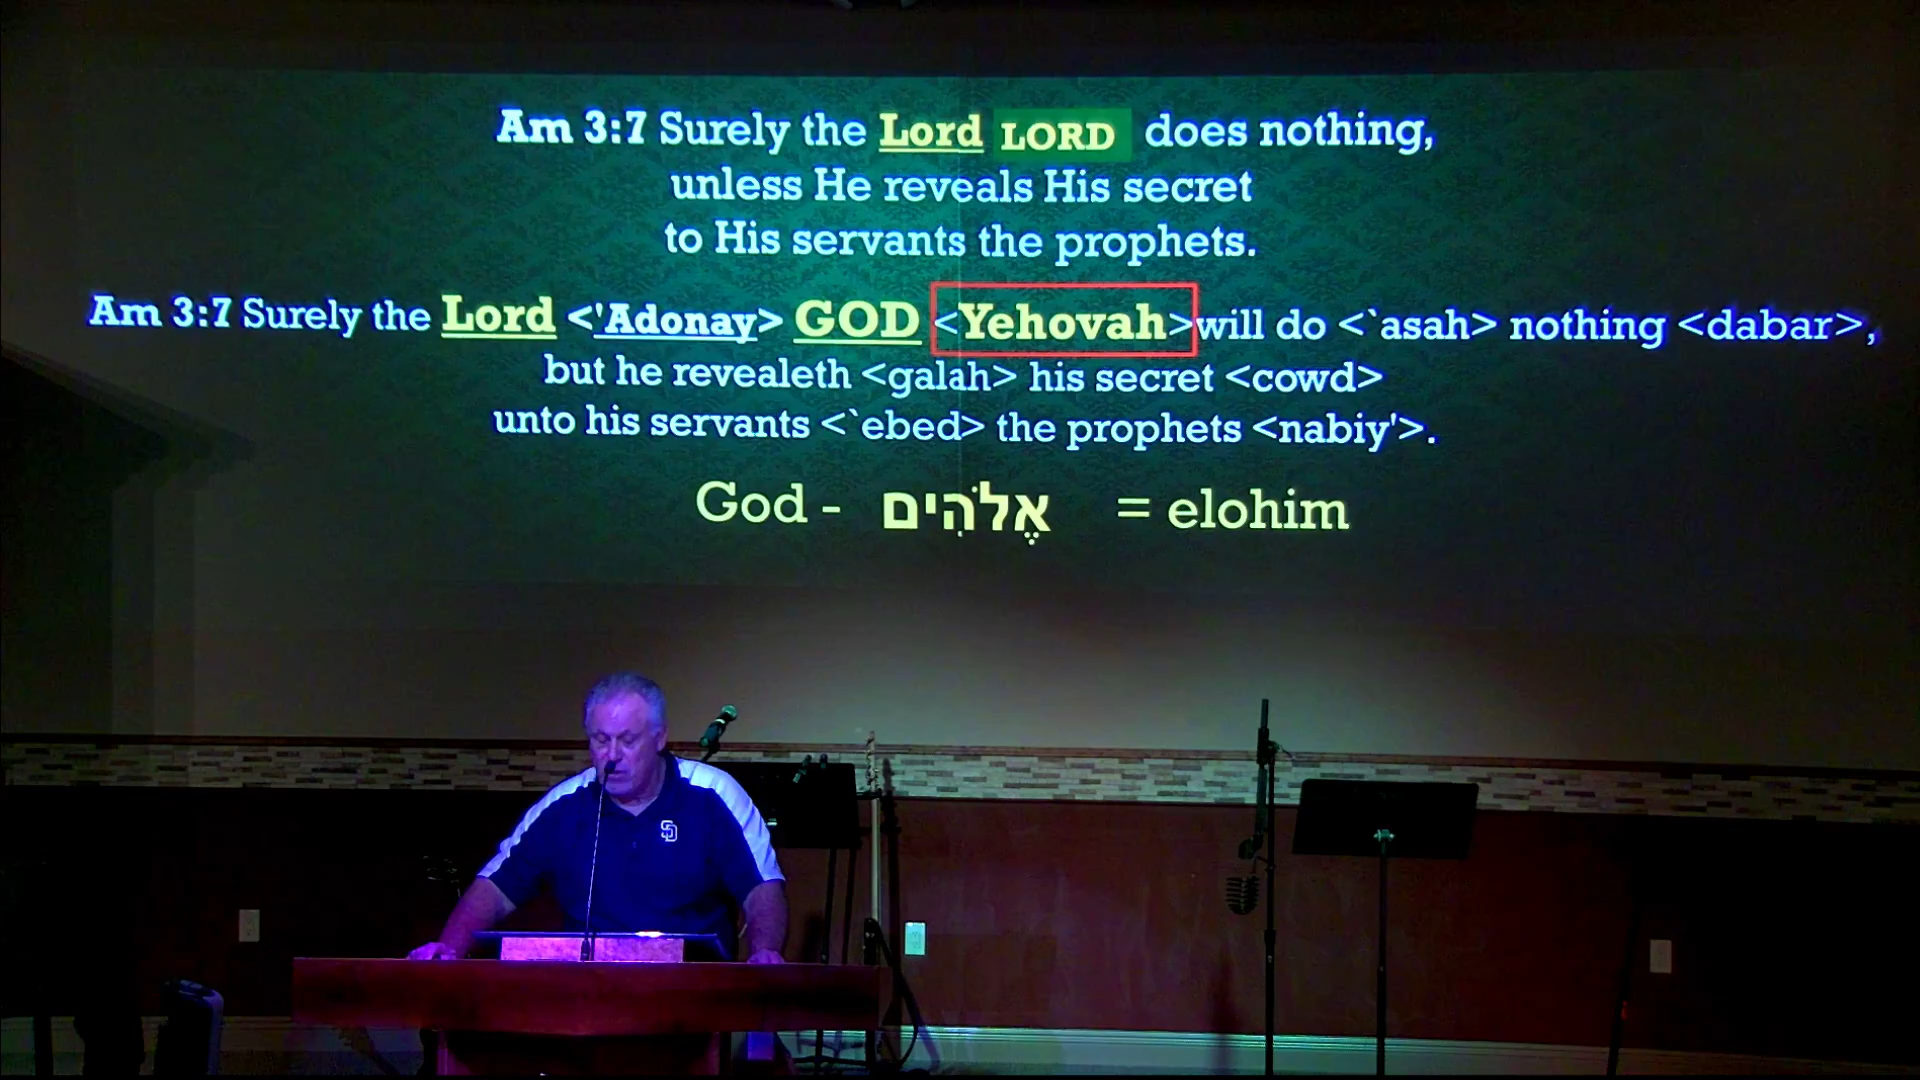 Am 3:7 Surely the Lord LORD does nothing,
unless He reveals His secret
to His servants the prophets.
Am 3:7 Surely the Lord <'Adonay> GOD <Yehovah>will do <`asah> nothing <dabar>,
but he revealeth <galah> his secret <cowd>
unto his servants <`ebed> the prophets <nabiy'>.
God - אֱלֹהִים = elohim
SD